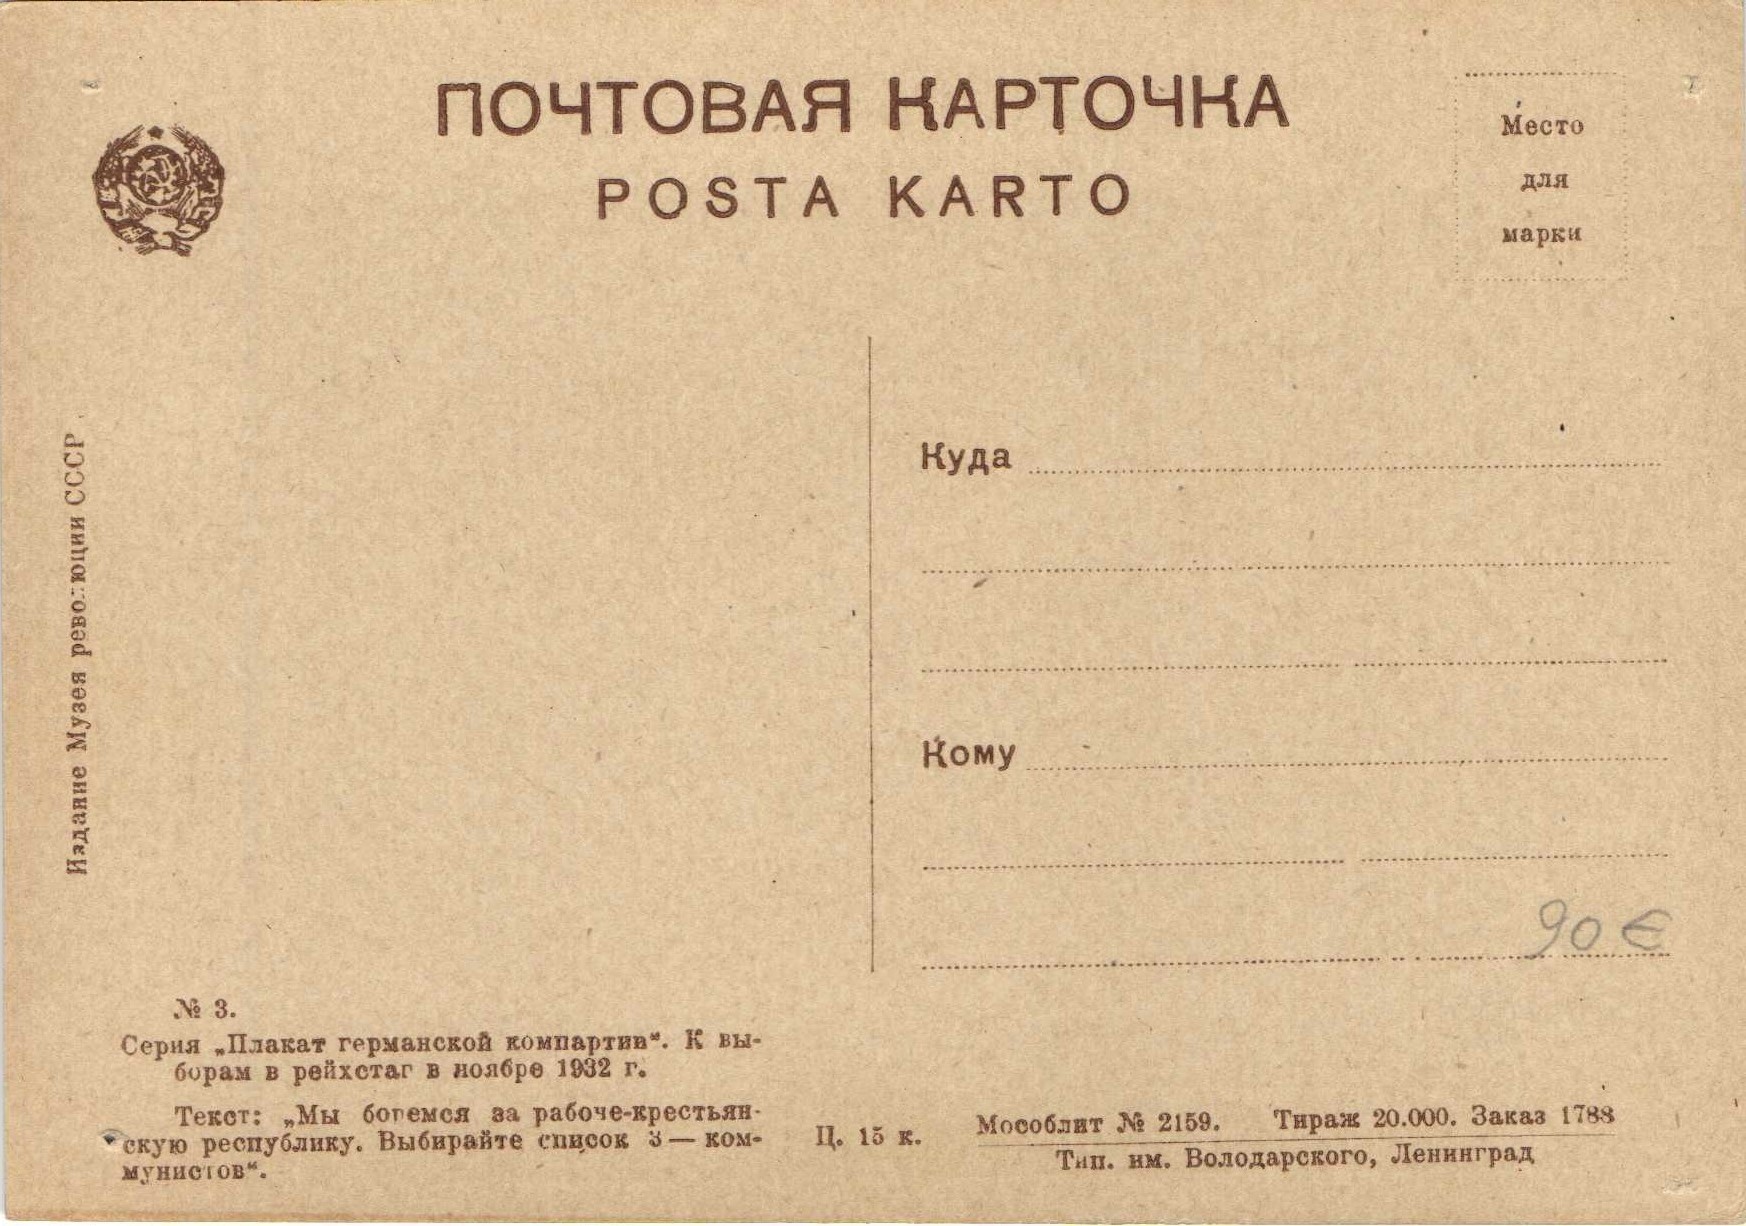 ПОЧТОВАЯ КАРТОЧКА
POSTA KARTO
Место
для
марки
Издание Музея революции СССР
Куда
Кому
90 €
№ 3.
Серия „Плакат германской компартии“. К вы-
борам в рейхстаг в ноябре 1932 г.
Текст: „Мы боремся за рабоче-крестьян-
скую республику. Выбирайте список 3 — ком-
мунистов“.
Ц. 15 к.
Мособлит № 2159. Тираж 20.000. Заказ 1788
Тип. им. Володарского, Ленинград